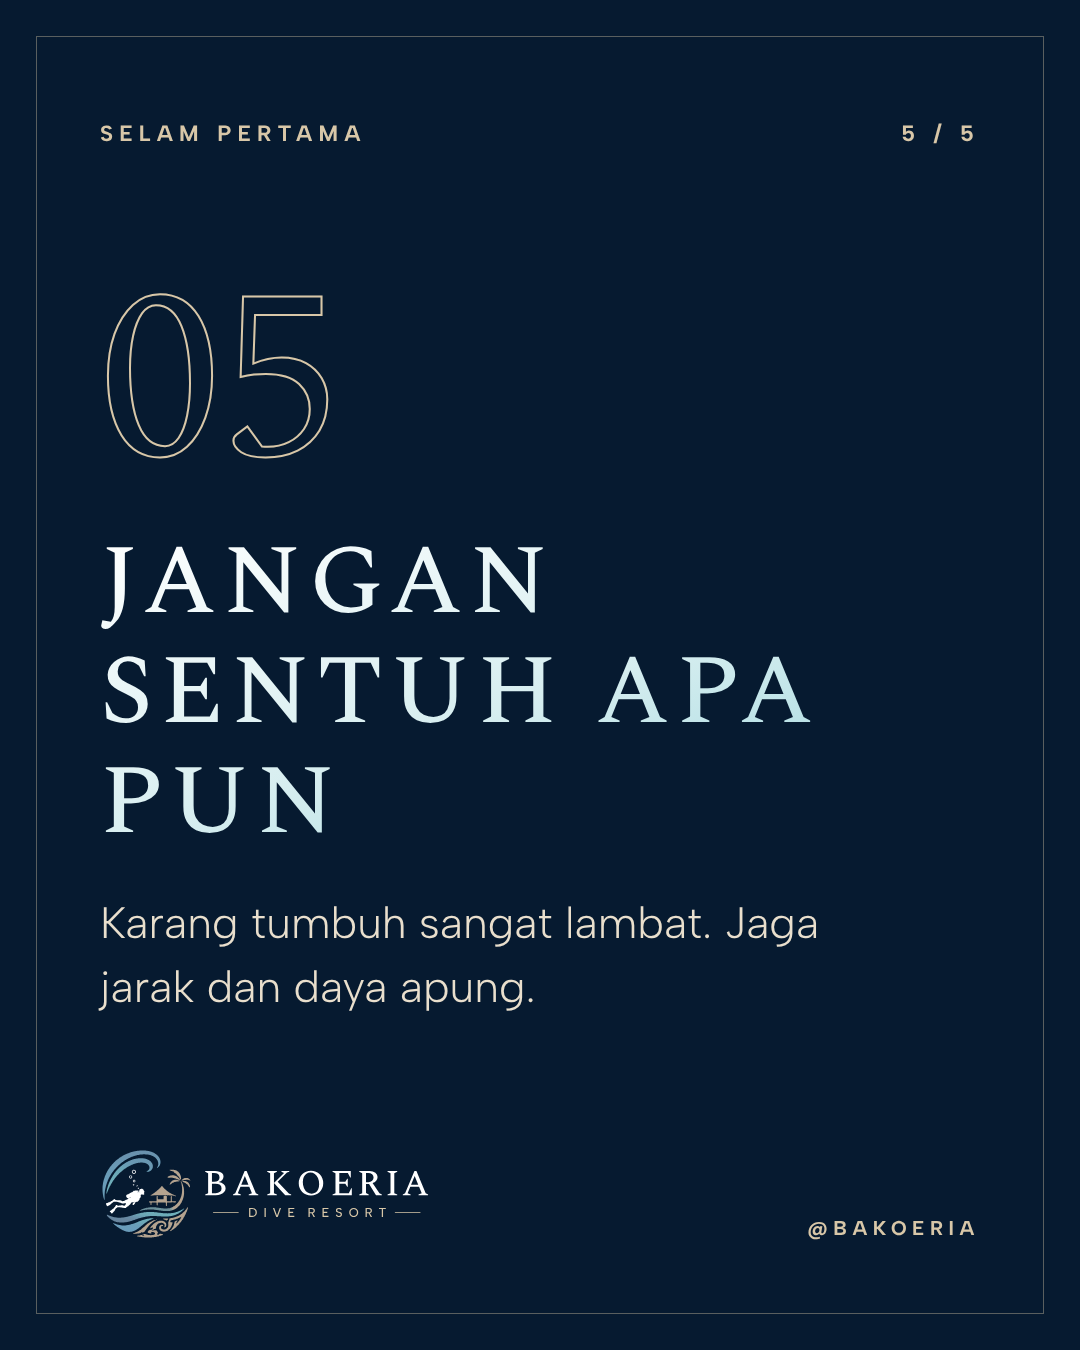 SELAM PERTAMA
5 / 5
05
JANGAN
SENTUH APA
PUN
Karang tumbuh sangat lambat. Jaga
jarak dan daya apung.
BAKOERIA
DIVE RESORT
@BAKOERIA